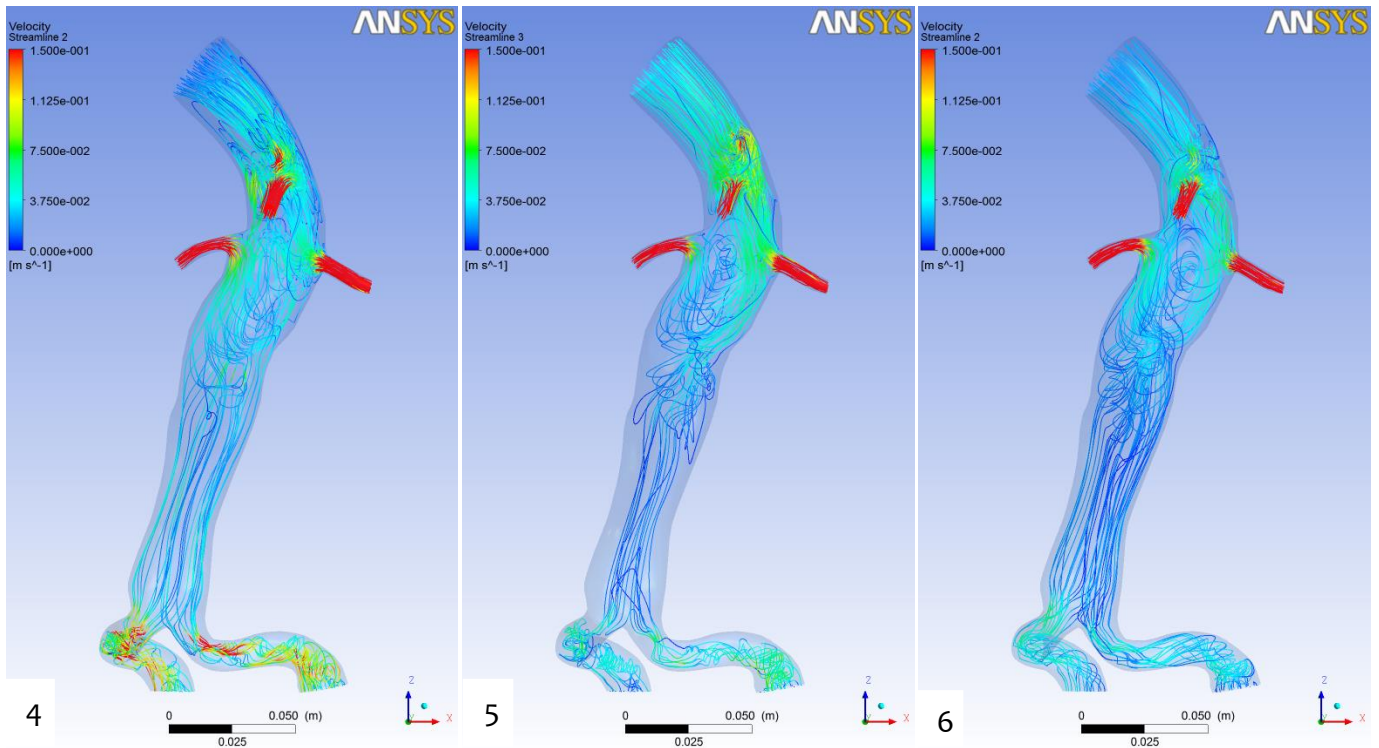 Velocity
Streamline 2
1.500e-001
1.125e-001
7.500e-002
3.750e-002
0.000e+000
[m s^-1]
ANSYS
4
0
0.050 (m)
0.025
Z
Y
X
Velocity
Streamline 3
1.500e-001
1.125e-001
7.500e-002
3.750e-002
0.000e+000
[m s^-1]
ANSYS
5
0
0.050 (m)
0.025
Z
Y
X
Velocity
Streamline 2
1.500e-001
1.125e-001
7.500e-002
3.750e-002
0.000e+000
[m s^-1]
ANSYS
6
0
0.050 (m)
0.025
Z
Y
X